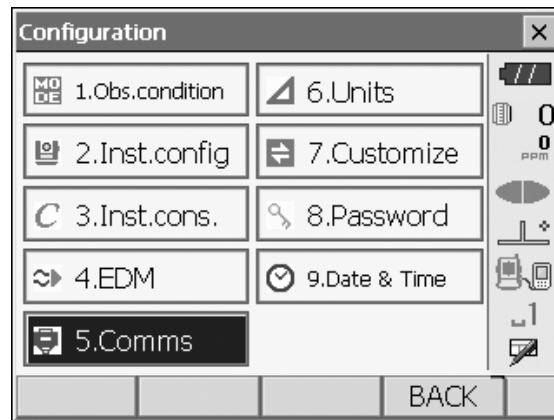 Configuration
MODE 1.Obs.condition
2.Inst.config
C 3.Inst.cons.
4.EDM
5.Comms
6.Units
7.Customize
8.Password
9.Date & Time
0
0
PPM
1
BACK